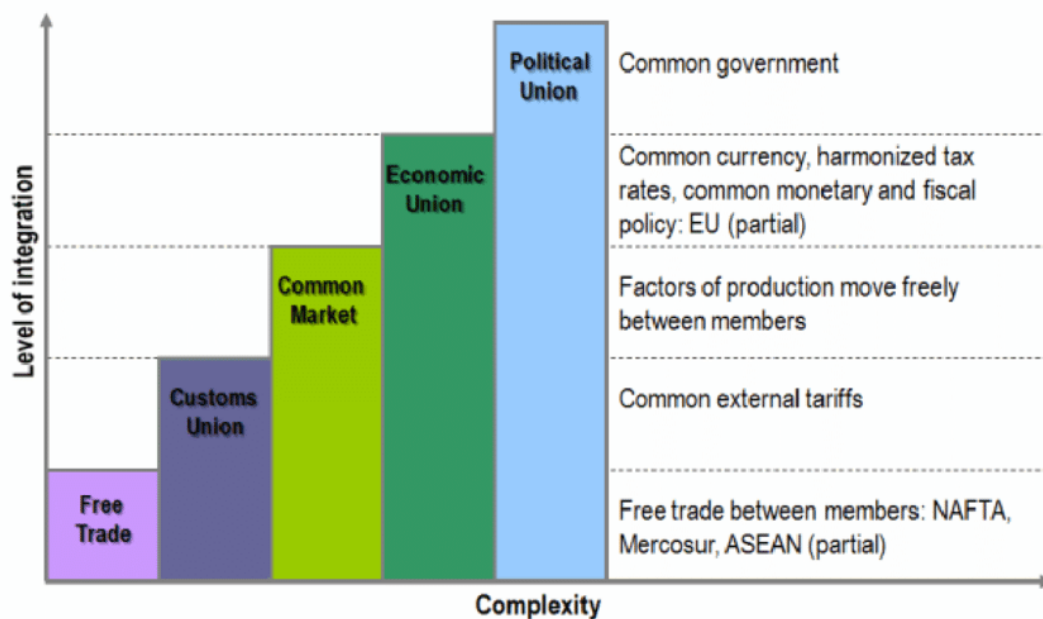 Political
Union
Common government
Economic
Union
Common currency, harmonized tax
rates, common monetary and fiscal
policy: EU (partial)
Common
Market
Factors of production move freely
between members
Customs
Union
Common external tariffs
Free
Trade
Free trade between members: NAFTA,
Mercosur, ASEAN (partial)
Level of integration
Complexity